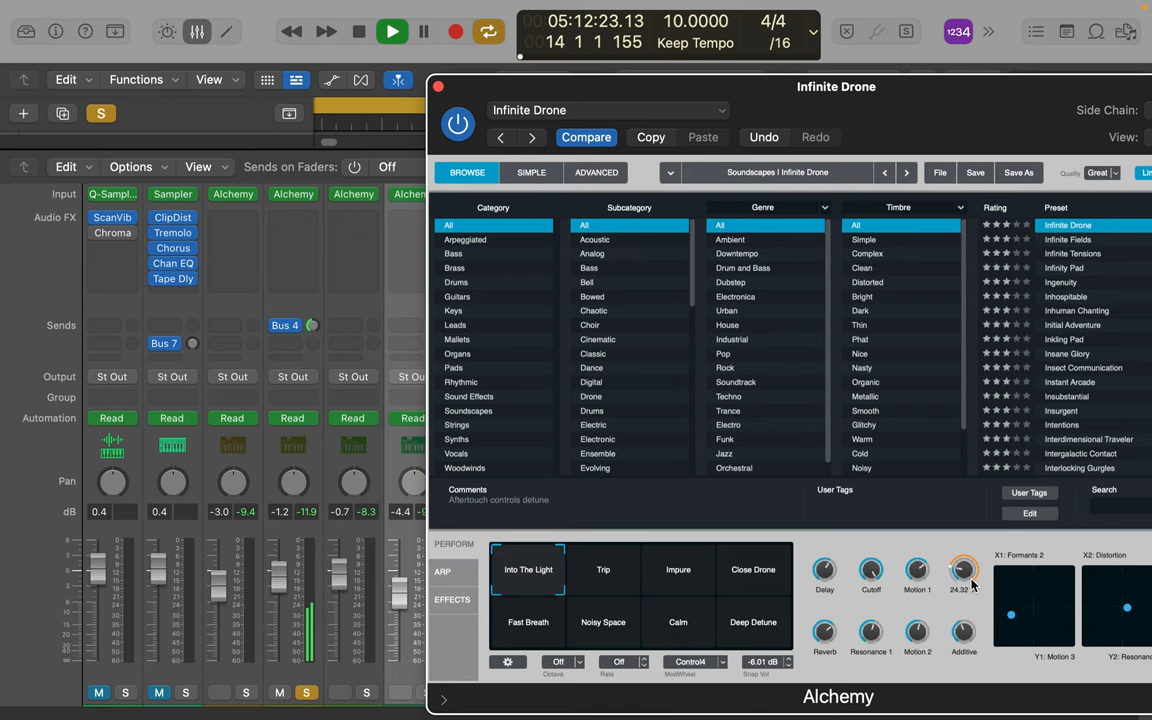 05:12:23.13 10.0000 4/4
14 1 1 155 Keep Tempo /16
1234
Edit Functions View
S
Edit Options View Sends on Faders: Off
Input Q-Sampl... Sampler Alchemy Alchemy Alchemy Alchem
Audio FX ScanVib ClipDist
Chroma Tremolo
Chorus
Chan EQ
Tape Dly
Sends Bus 4
Bus 7
Output St Out St Out St Out St Out St Out St Ou
Group
Automation Read Read Read Read Read Read
Pan
dB 0.4 0.4 -3.0 -9.4 -1.2 -11.9 -0.7 -8.3 -4.4
M S M S S M S S
Infinite Drone
Infinite Drone Side Chain:
Compare Copy Paste Undo Redo View:
BROWSE SIMPLE ADVANCED Soundscapes | Infinite Drone File Save Save As Quality Great
Category Subcategory Genre Timbre Rating Preset
All All All All Infinite Drone
Arpeggiated Acoustic Ambient Simple Infinite Fields
Bass Analog Downtempo Complex Infinite Tensions
Brass Bass Drum and Bass Clean Infinity Pad
Drums Bell Dubstep Distorted Ingenuity
Guitars Bowed Electronica Bright Inhospitable
Keys Chaotic Urban Dark Inhuman Chanting
Leads Choir House Thin Initial Adventure
Mallets Cinematic Industrial Phat Inkling Pad
Organs Classic Pop Nice Insane Glory
Pads Dance Rock Nasty Insect Communication
Rhythmic Digital Soundtrack Organic Instant Arcade
Sound Effects Drone Techno Metallic Insubstantial
Soundscapes Drums Trance Smooth Insurgent
Strings Electric Electro Glitchy Intentions
Synths Electronic Funk Warm Interdimensional Traveler
Vocals Ensemble Jazz Cold Intergalactic Contact
Woodwinds Evolving Orchestral Noisy Interlocking Gurgles
Comments User Tags User Tags Search
Aftertouch controls detune
Edit
PERFORM
ARP
EFFECTS
Into The Light Trip Impure Close Drone
Fast Breath Noisy Space Calm Deep Detune
Off Off Control4 -6.01 dB
Octave Rate ModWheel Snap Vol
Delay Cutoff Motion 1 24.32
Reverb Resonance 1 Motion 2 Additive
X1: Formants 2 X2: Distortion
Y1: Motion 3 Y2: Resonanc
Alchemy